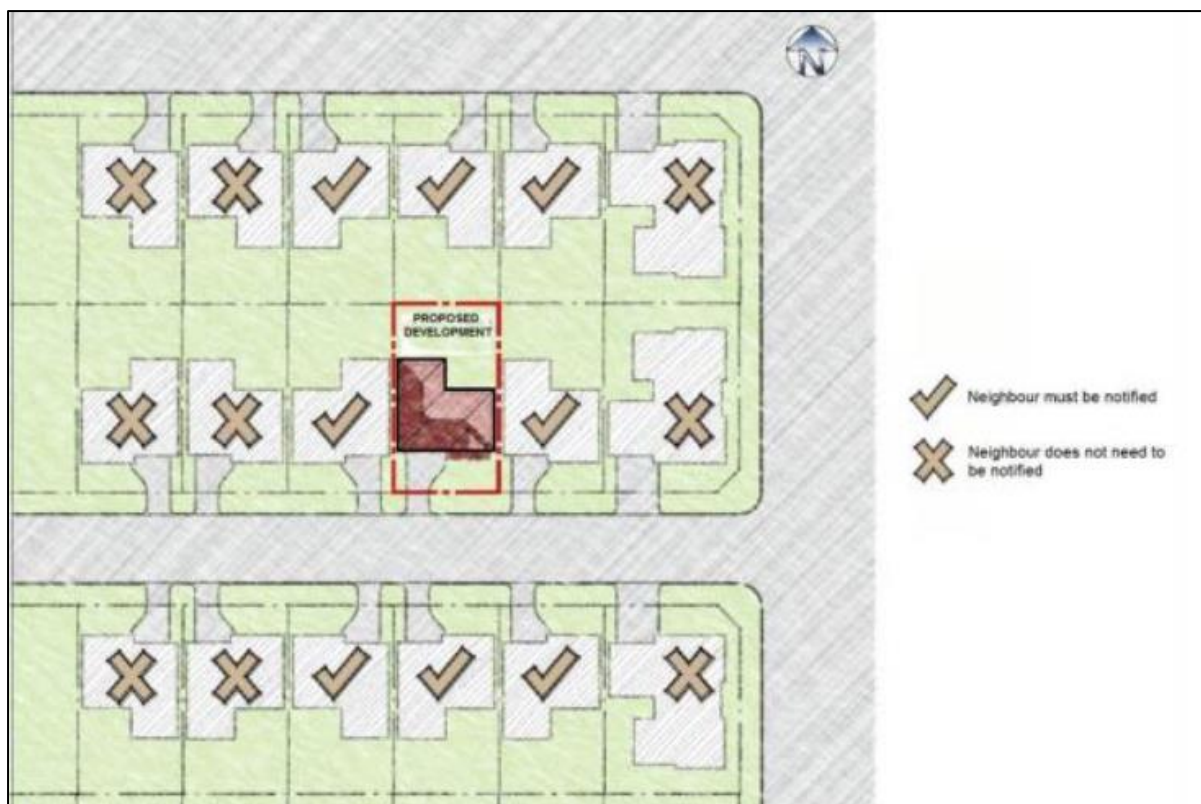 N
PROPOSED
DEVELOPMENT
Neighbour must be notified
Neighbour does not need to
be notified